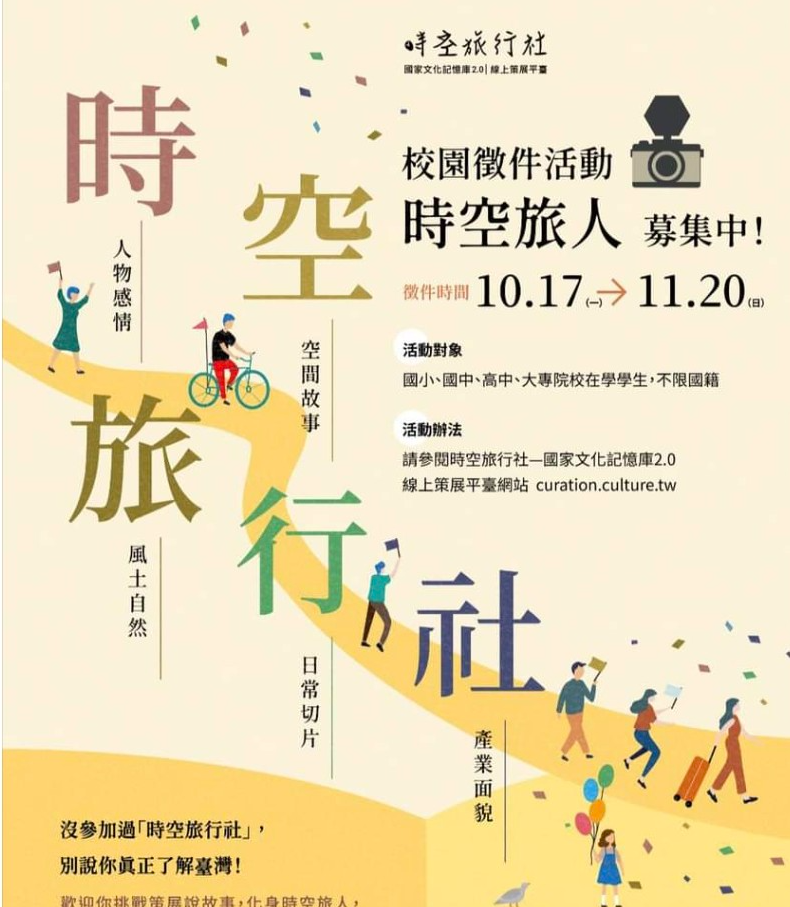 時空旅行社
國家文化記憶庫2.0| 線上策展平臺
校園徵件活動
時空旅人 募集中!
徵件時間 10.17(一)→ 11.20(日)
活動對象
國小、國中、高中、大專院校在學學生,不限國籍
活動辦法
請參閱時空旅行社—國家文化記憶庫2.0
線上策展平臺網站 curation.culture.tw
時
人物感情
空
空間故事
旅
風土自然
行
日常切片
社
產業面貌
沒參加過「時空旅行社」,
別說你真正了解臺灣!
歡迎你挑戰策展說故事,化身時空旅人,